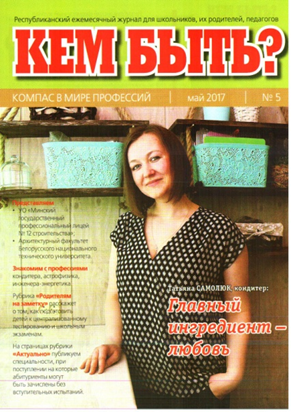 Республиканский ежемесячный журнал для школьников, их родителей, педагогов
КЕМ БЫТЬ?
КОМПАС В МИРЕ ПРОФЕССИЙ
май 2017
№ 5
Представляем
• УО «Минский
государственный
профессиональный лицей
№ 12 строительства»;
• Архитектурный факультет
Белорусского национального
технического университета.
Знакомим с профессиями
кондитера, астрофизика,
инженера-энергетика.
Рубрика «Родителям
на заметку» расскажет
о том, как подготовить
детей к централизованному
тестированию и школьным
экзаменам.
На страницах рубрики
«Актуально» публикуем
специальности, при
поступлении на которые
абитуриенты могут
быть зачислены без
вступительных испытаний.
Татьяна САМОЛЮК, кондитер:
Главный
ингредиент –
любовь